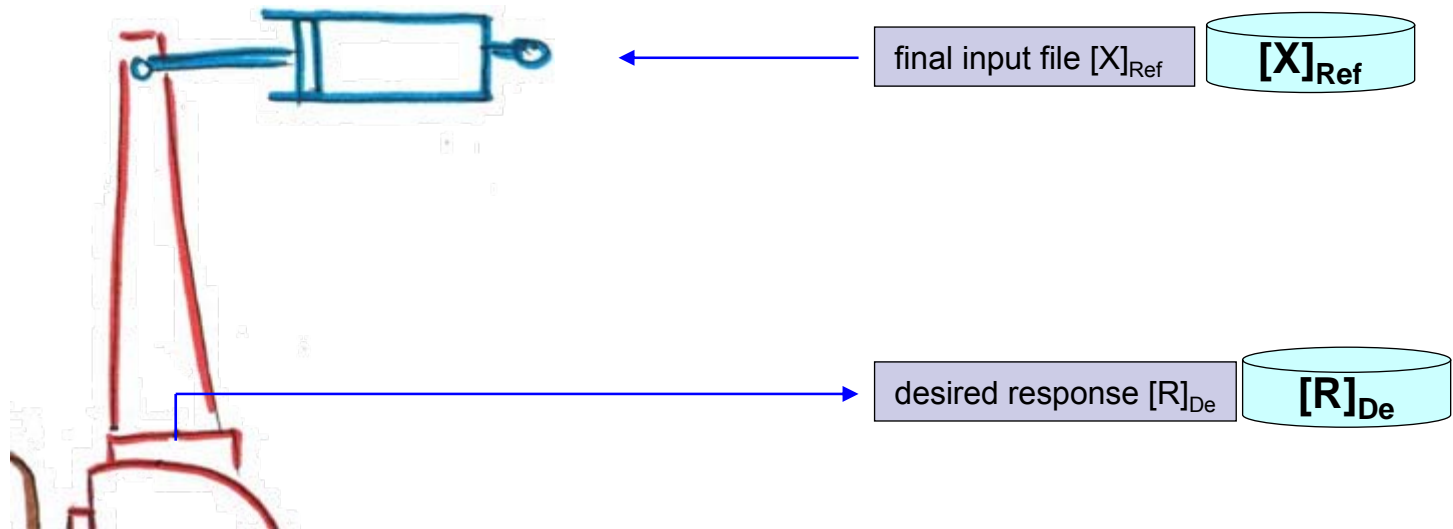 final input file [X]Ref
[X]Ref
desired response [R]De
[R]De